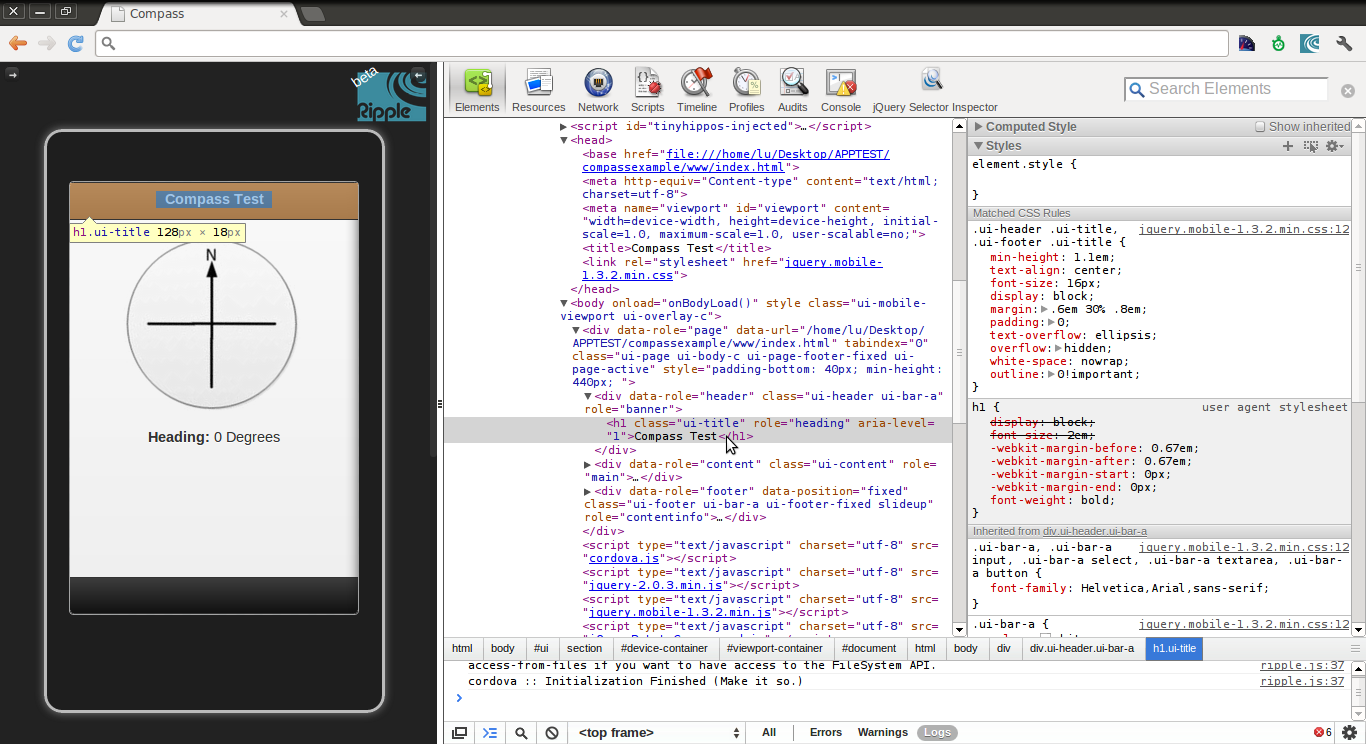 Compass
beta
Ripple
Compass Test
h1.ui-title 128px × 18px
N
Heading: 0 Degrees
Elements
Resources
Network
Scripts
Timeline
Profiles
Audits
Console
jQuery Selector Inspector
Search Elements
▶<script id="tinyhippos-injected">…</script>
▼<head>
<base href="file:///home/lu/Desktop/APPTEST/
compassexample/www/index.html">
<meta http-equiv="Content-type" content="text/html;
charset=utf-8">
<meta name="viewport" id="viewport" content=
"width=device-width, height=device-height, initial-
scale=1.0, maximum-scale=1.0, user-scalable=no;">
<title>Compass Test</title>
<link rel="stylesheet" href="jquery.mobile-
1.3.2.min.css">
</head>
▼<body onload="onBodyLoad()" style class="ui-mobile-
viewport ui-overlay-c">
▼<div data-role="page" data-url="/home/lu/Desktop/
APPTEST/compassexample/www/index.html" tabindex="0"
class="ui-page ui-body-c ui-page-footer-fixed ui-
page-active" style="padding-bottom: 40px; min-height:
440px; ">
▼<div data-role="header" class="ui-header ui-bar-a"
role="banner">
<h1 class="ui-title" role="heading" aria-level=
"1">Compass Test</h1>
</div>
▶<div data-role="content" class="ui-content" role=
"main">…</div>
▶<div data-role="footer" data-position="fixed"
class="ui-footer ui-bar-a ui-footer-fixed slideup"
role="contentinfo">…</div>
</div>
<script type="text/javascript" charset="utf-8" src=
"cordova.js"></script>
<script type="text/javascript" charset="utf-8" src=
"jquery-2.0.3.min.js"></script>
<script type="text/javascript" charset="utf-8" src=
"jquery.mobile-1.3.2.min.js"></script>
<script type="text/javascript" charset="utf-8" src=
▶ Computed Style
Show inherited
▼ Styles
element.style {
}
Matched CSS Rules
.ui-header .ui-title, jquery.mobile-1.3.2.min.css:12
.ui-footer .ui-title {
min-height: 1.1em;
text-align: center;
font-size: 16px;
display: block;
margin:▶.6em 30% .8em;
padding:▶0;
text-overflow: ellipsis;
overflow:▶hidden;
white-space: nowrap;
outline:▶0!important;
}
h1 { user agent stylesheet
display: block;
font-size: 2em;
-webkit-margin-before: 0.67em;
-webkit-margin-after: 0.67em;
-webkit-margin-start: 0px;
-webkit-margin-end: 0px;
font-weight: bold;
}
Inherited from div.ui-header.ui-bar-a
.ui-bar-a, .ui-bar-a jquery.mobile-1.3.2.min.css:12
input, .ui-bar-a select, .ui-bar-a textarea, .ui-bar-
a button {
font-family: Helvetica,Arial,sans-serif;
}
.ui-bar-a { jquery.mobile-1.3.2.min.css:12
html
body
#ui
section
#device-container
#viewport-container
#document
html
body
div
div.ui-header.ui-bar-a
h1.ui-title
access-from-files if you want to have access to the FileSystem API. ripple.js:37
cordova :: Initialization Finished (Make it so.) ripple.js:37
>
<top frame>
All
Errors
Warnings
Logs
6